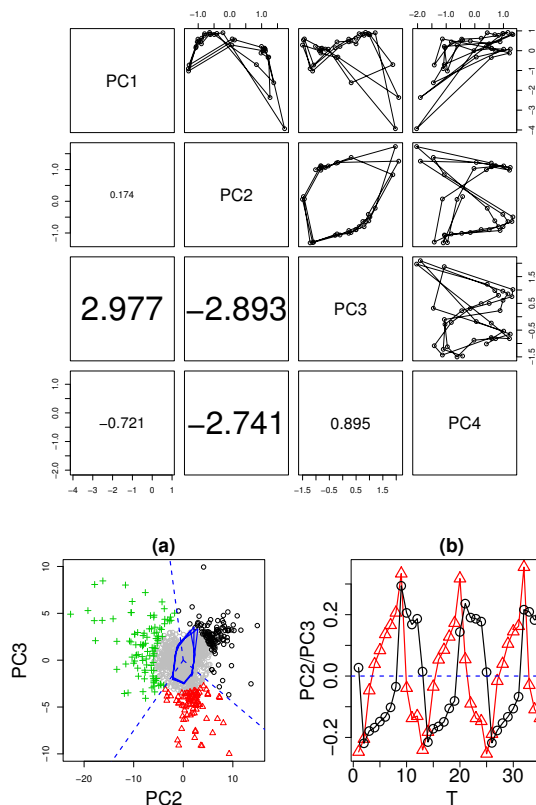 −1.0 0.0 1.0
−1.0 0.0 1.0
PC1
−4 −3 −2 −1 0 1
−1.0 0.0 1.0
0.174
PC2
2.977
−2.893
PC3
−1.5 −0.5 0.5 1.5
−2.0 −1.0 0.0 1.0
−0.721
−2.741
0.895
PC4
−4 −3 −2 −1 0 1
−1.5 −0.5 0.5 1.5
(a)
(b)
PC3
−10 −5 0 5 10
−20 −10 0 10
PC2
PC2/PC3
−0.2 0.0 0.2
0 10 20 30
T